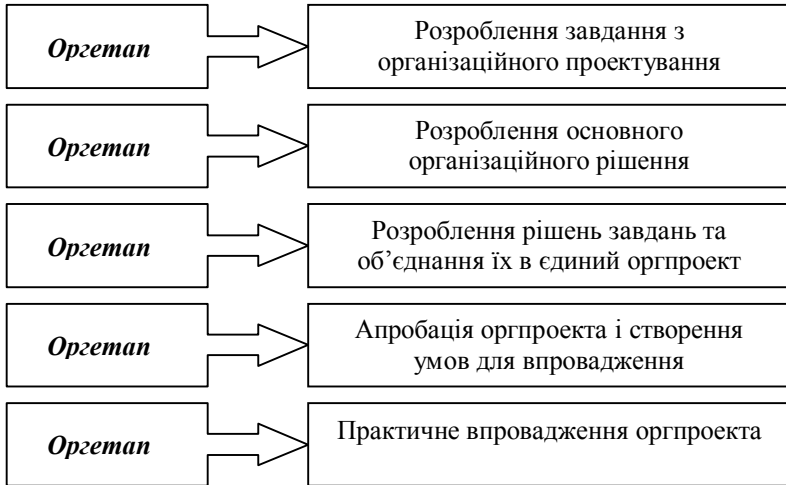 Оргетап
Розроблення завдання з
організаційного проектування
Оргетап
Розроблення основного
організаційного рішення
Оргетап
Розроблення рішень завдань та
об’єднання їх в єдиний оргпроект
Оргетап
Апробація оргпроекта і створення
умов для впровадження
Оргетап
Практичне впровадження оргпроекта